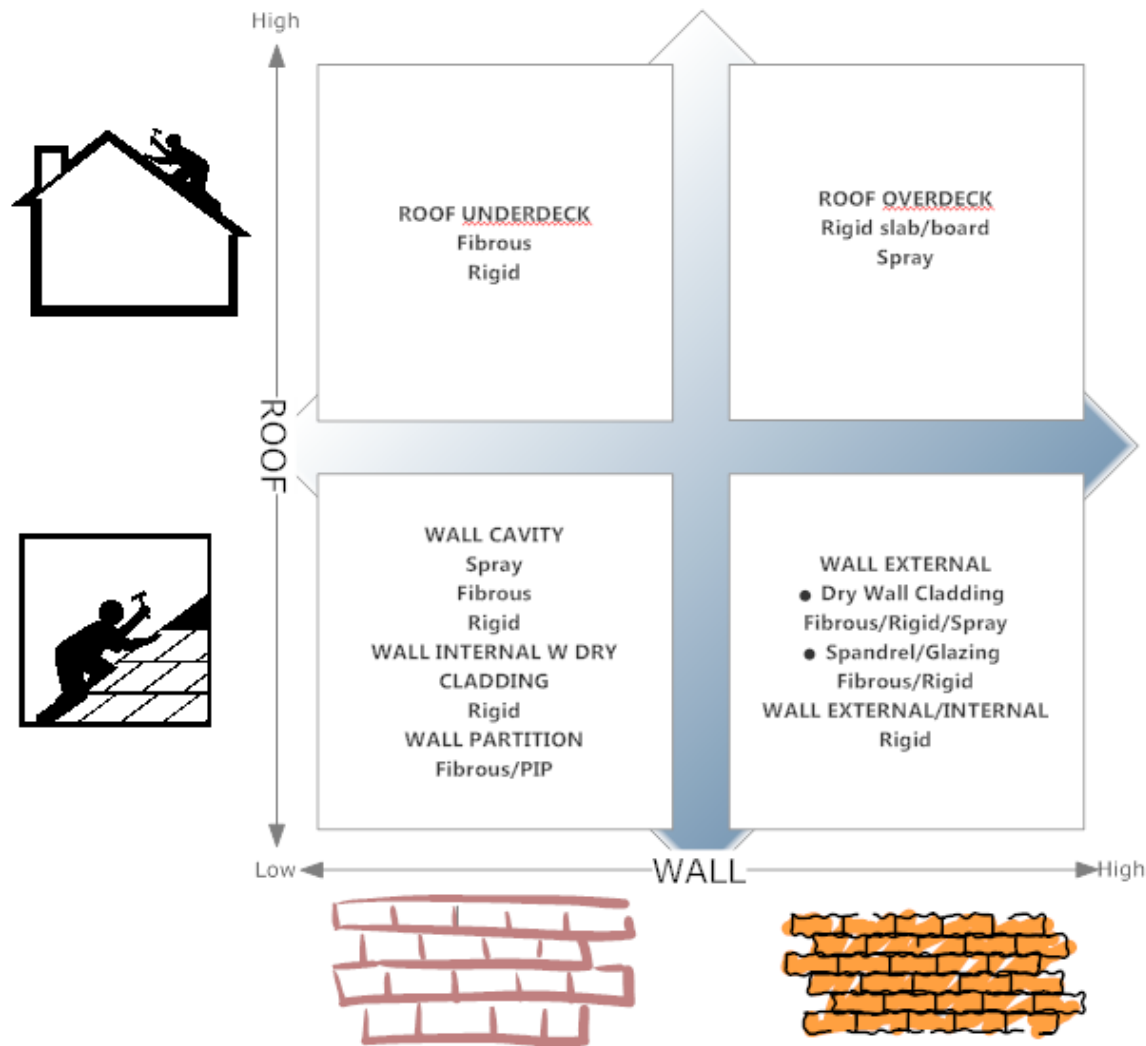 High
ROOF UNDERDECK
Fibrous
Rigid
ROOF OVERDECK
Rigid slab/board
Spray
ROOF
WALL CAVITY
Spray
Fibrous
Rigid
WALL INTERNAL W DRY
CLADDING
Rigid
WALL PARTITION
Fibrous/PIP
WALL EXTERNAL
● Dry Wall Cladding
Fibrous/Rigid/Spray
● Spandrel/Glazing
Fibrous/Rigid
WALL EXTERNAL/INTERNAL
Rigid
Low
WALL
High